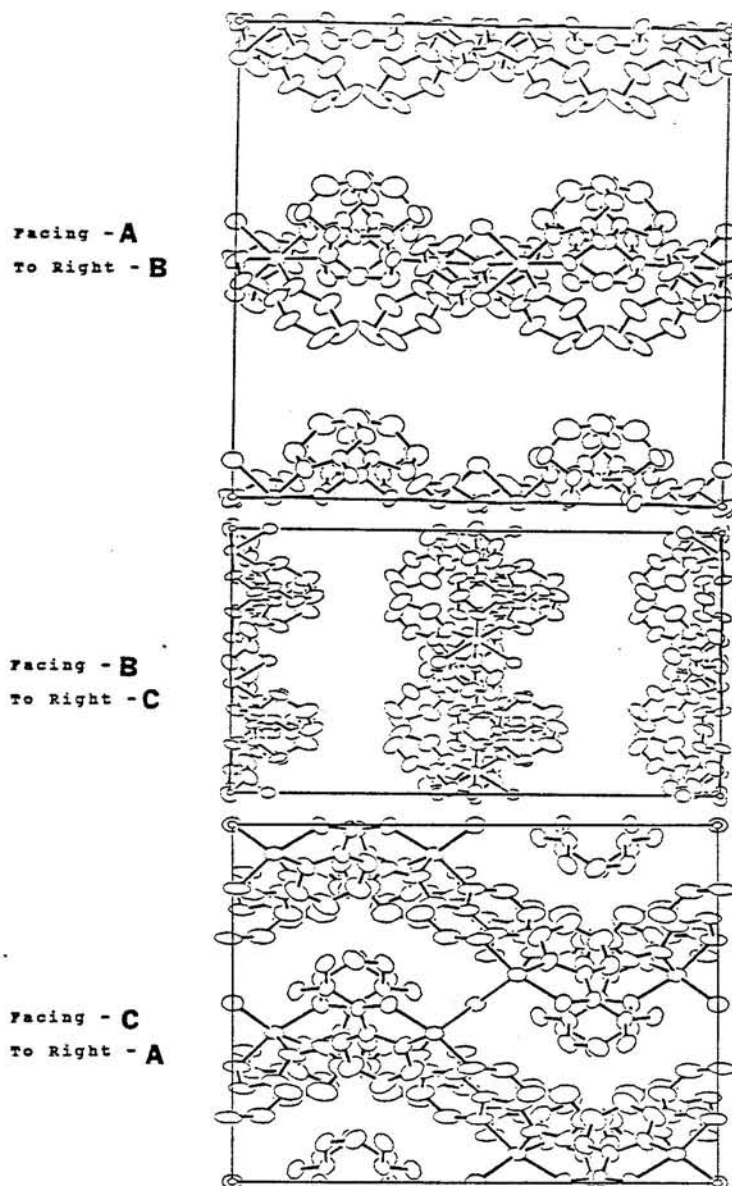 Facing - A
To Right - B
Facing - B
To Right - C
Facing - C
To Right - A